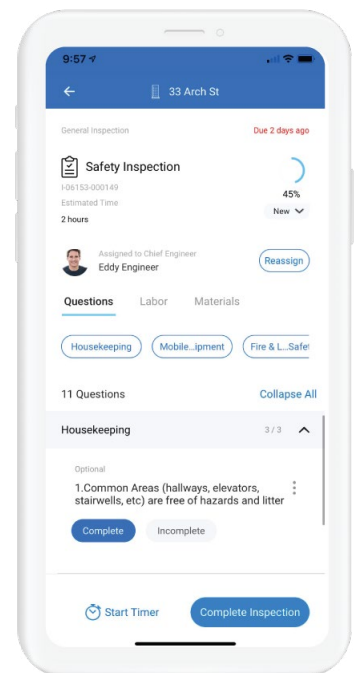 9:57
33 Arch St
General Inspection
Due 2 days ago
Safety Inspection
I-06153-000149
45%
Estimated Time
New
2 hours
Assigned to Chief Engineer
Eddy Engineer
Reassign
Questions
Labor
Materials
Housekeeping
Mobile...ipment
Fire & L...Safet
11 Questions
Collapse All
Housekeeping
3 / 3
Optional
1.Common Areas (hallways, elevators,
stairwells, etc) are free of hazards and litter
Complete
Incomplete
Start Timer
Complete Inspection